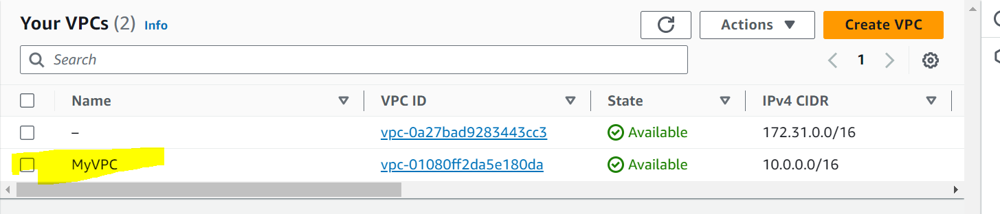 Your VPCs (2) Info
Actions
Create VPC
Search
1
Name VPC ID State IPv4 CIDR
– vpc-0a27bad9283443cc3 Available 172.31.0.0/16
MyVPC vpc-01080ff2da5e180da Available 10.0.0.0/16